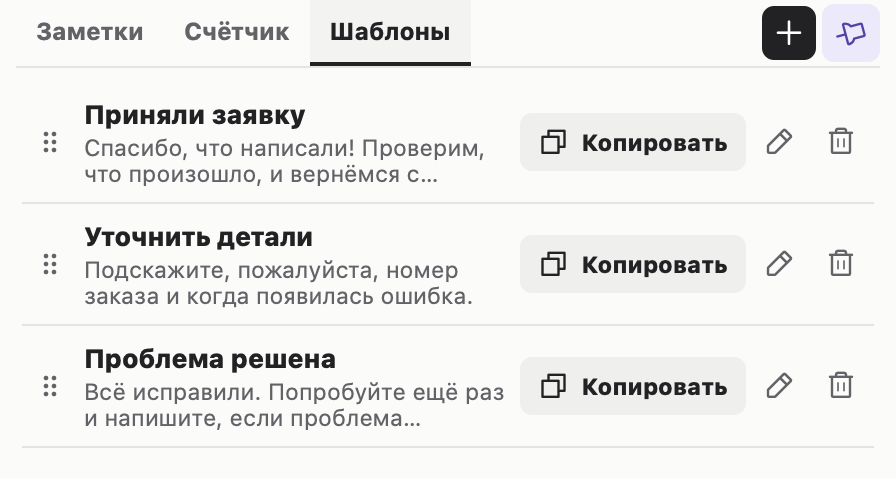 Заметки Счётчик Шаблоны
Приняли заявку
Спасибо, что написали! Проверим,
что произошло, и вернёмся с...
Копировать
Уточнить детали
Подскажите, пожалуйста, номер
заказа и когда появилась ошибка.
Копировать
Проблема решена
Всё исправили. Попробуйте ещё раз
и напишите, если проблема...
Копировать